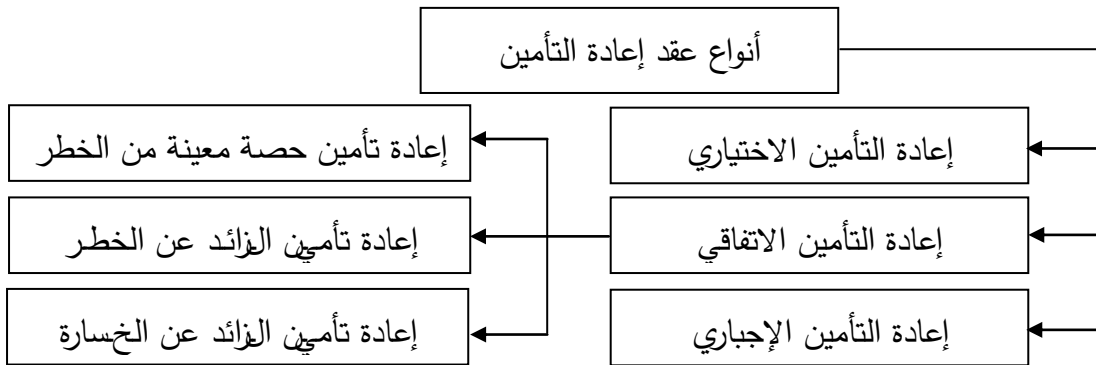 أنواع عقد إعادة التأمين
إعادة التأمين الاختياري
إعادة تأمين حصة معينة من الخطر
إعادة التأمين الاتفاقي
إعادة تأمين الزائد عن الخطر
إعادة التأمين الإجباري
إعادة تأمين الزائد عن الخسارة